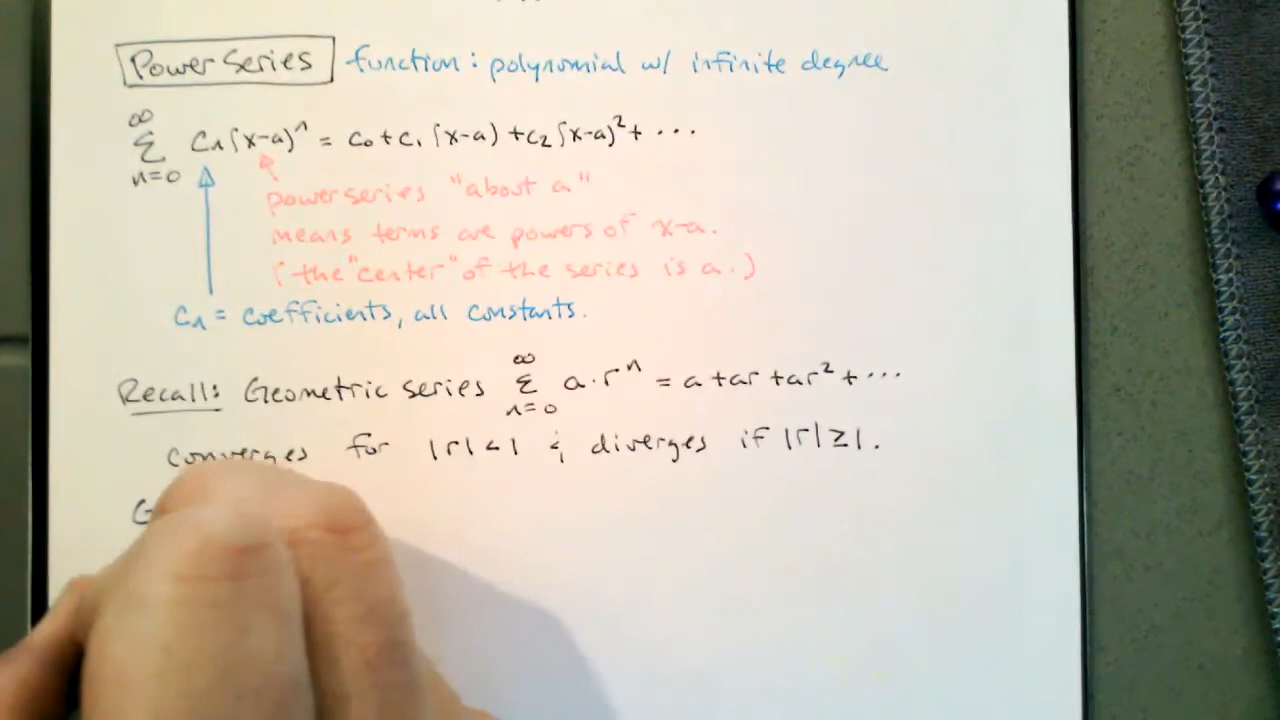 Power Series function: polynomial w/ infinite degree
∞
Σ cₙ(x-a)ⁿ = c₀ + c₁(x-a) + c₂(x-a)² + ...
n=0
power series "about a"
means terms are powers of x-a.
(the "center" of the series is a.)
cₙ = coefficients, all constants.
∞
Recall: Geometric series Σ a·rⁿ = a + ar + ar² + ...
n=0
converges for |r|<1 & diverges if |r|≥1.
G